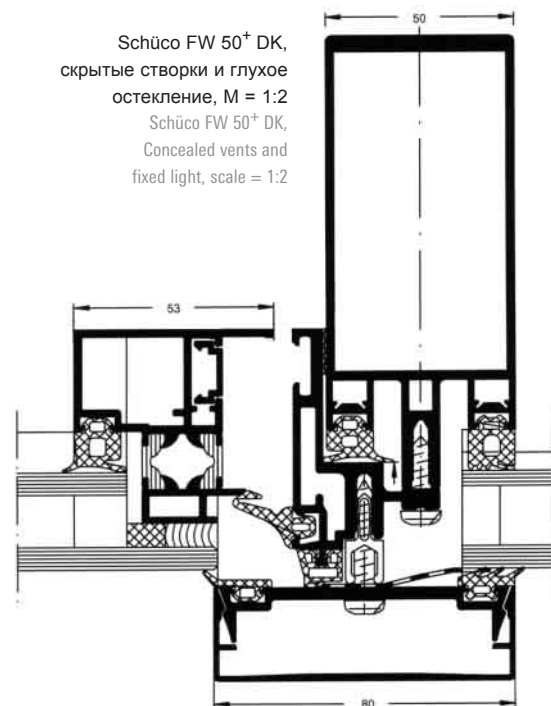 50
Schüco FW 50⁺ DK,
скрытые створки и глухое
остекление, M = 1:2
Schüco FW 50⁺ DK,
Concealed vents and
fixed light, scale = 1:2
53
80